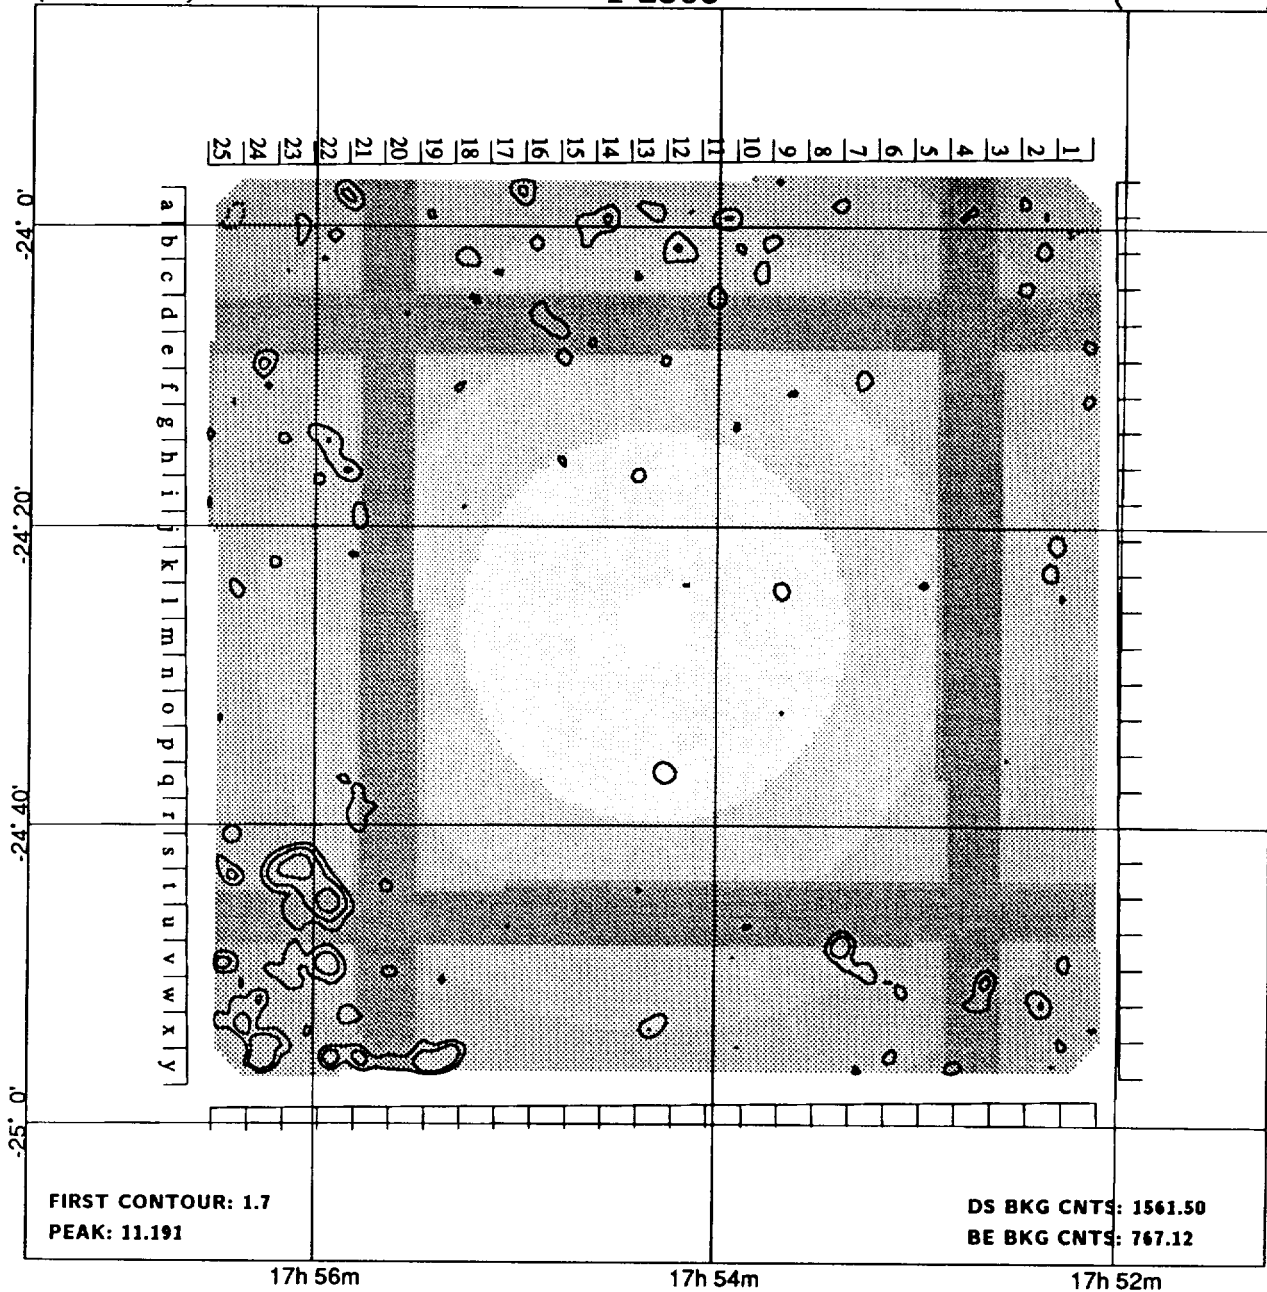 25 24 23 22 21 20 19 18 17 16 15 14 13 12 11 10 9 8 7 6 5 4 3 2 1
a
-24° 0'
b
c
d
e
f
g
h
i
-24° 20'
j
k
l
m
n
o
p
q
r
-24° 40'
s
t
u
v
w
x
y
-25° 0'
FIRST CONTOUR: 1.7
PEAK: 11.191
DS BKG CNTS: 1561.50
BE BKG CNTS: 767.12
17h 56m 17h 54m 17h 52m